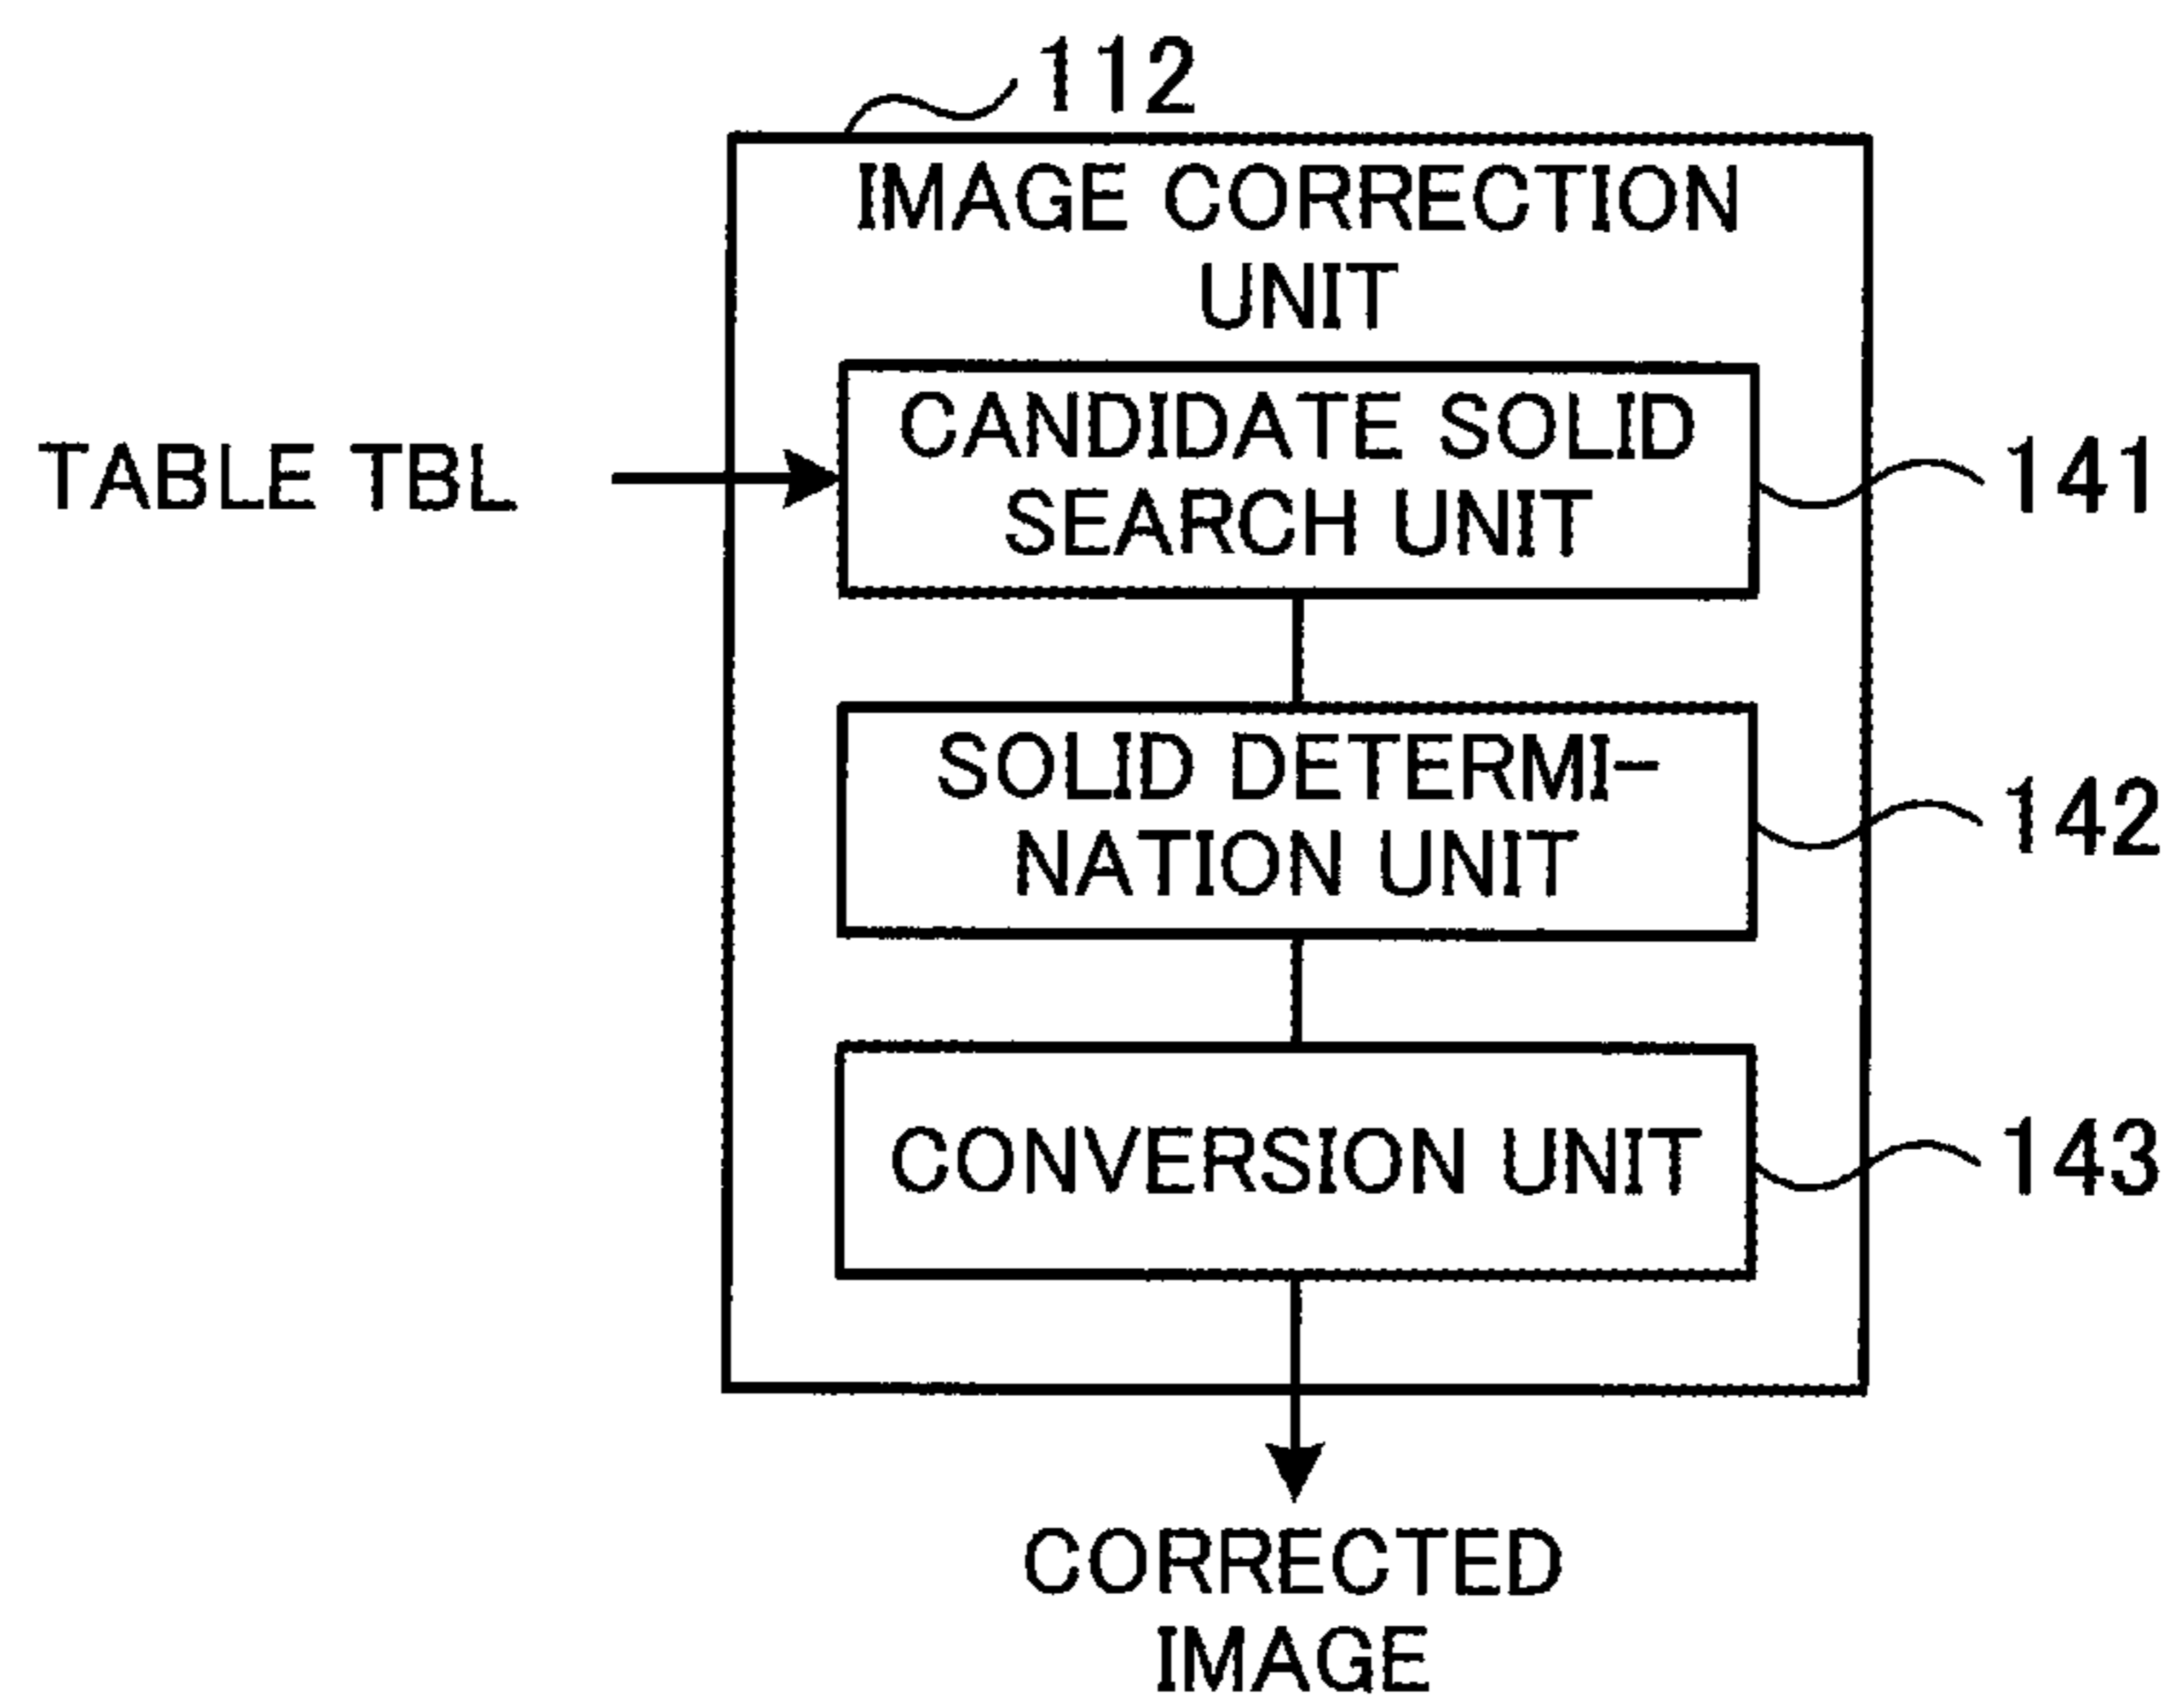 112
IMAGE CORRECTION
UNIT
CANDIDATE SOLID
SEARCH UNIT
TABLE TBL
141
SOLID DETERMI-
NATION UNIT
142
CONVERSION UNIT
143
CORRECTED
IMAGE